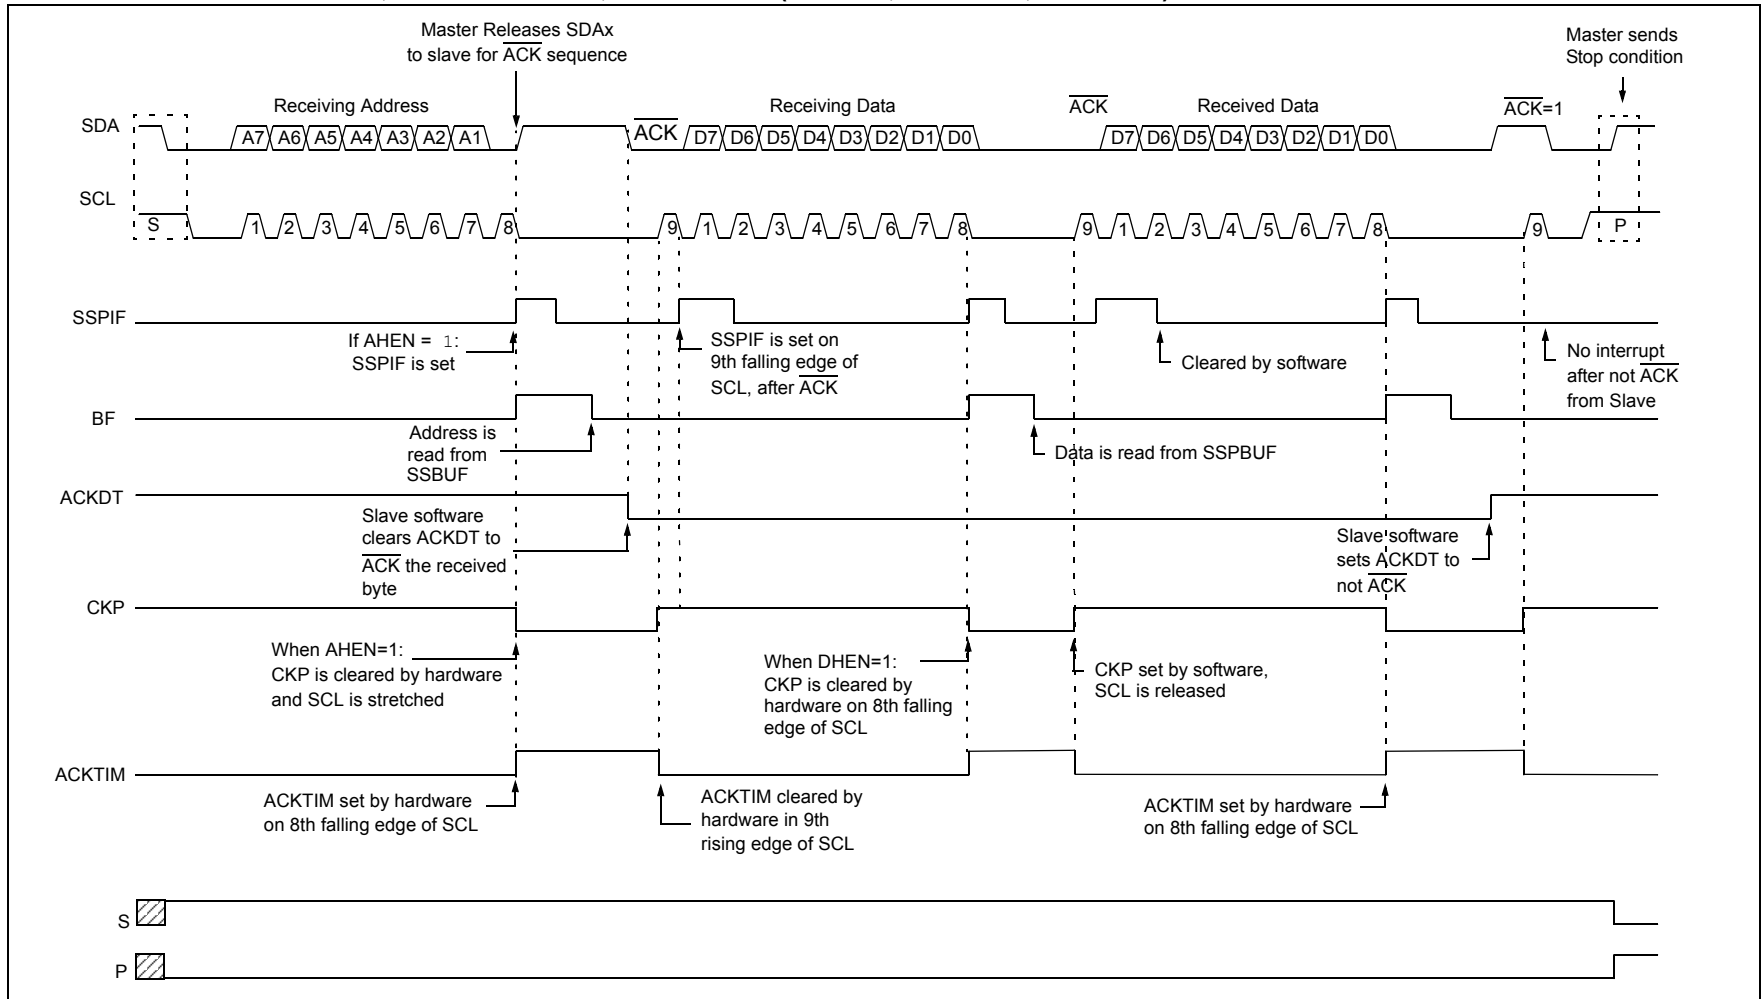 Master Releases SDAx
to slave for ACK sequence
Master sends
Stop condition
SDA
Receiving Address
A7 A6 A5 A4 A3 A2 A1
ACK
Receiving Data
D7 D6 D5 D4 D3 D2 D1 D0
ACK
Received Data
D7 D6 D5 D4 D3 D2 D1 D0
ACK=1
SCL
S
1 2 3 4 5 6 7 8
9 1 2 3 4 5 6 7 8
9 1 2 3 4 5 6 7 8
9
P
SSPIF
If AHEN = 1:
SSPIF is set
SSPIF is set on
9th falling edge of
SCL, after ACK
Cleared by software
No interrupt
after not ACK
from Slave
BF
Address is
read from
SSBUF
Data is read from SSPBUF
ACKDT
Slave software
clears ACKDT to
ACK the received
byte
Slave software
sets ACKDT to
not ACK
CKP
When AHEN=1:
CKP is cleared by hardware
and SCL is stretched
When DHEN=1:
CKP is cleared by
hardware on 8th falling
edge of SCL
CKP set by software,
SCL is released
ACKTIM
ACKTIM set by hardware
on 8th falling edge of SCL
ACKTIM cleared by
hardware in 9th
rising edge of SCL
ACKTIM set by hardware
on 8th falling edge of SCL
S
P